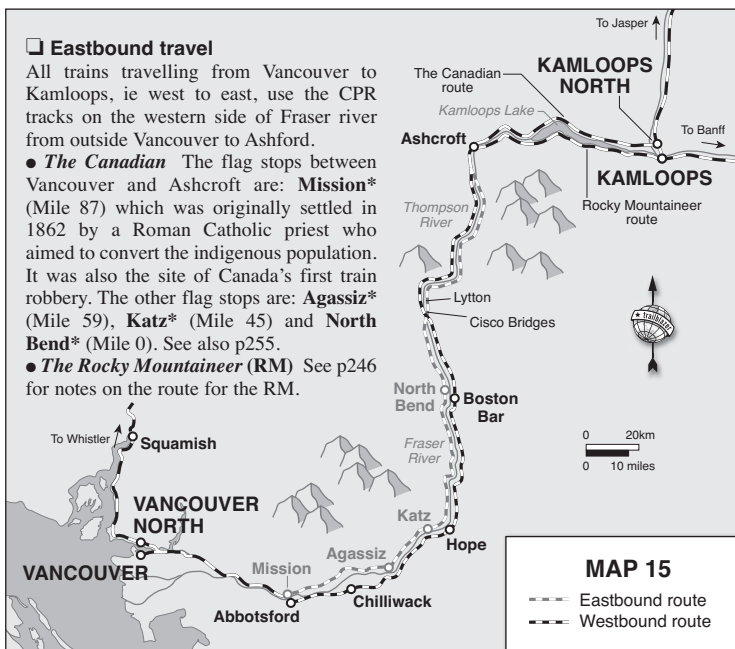 ❏ Eastbound travel
All trains travelling from Vancouver to
Kamloops, ie west to east, use the CPR
tracks on the western side of Fraser river
from outside Vancouver to Ashford.
● The Canadian The flag stops between
Vancouver and Ashcroft are: Mission*
(Mile 87) which was originally settled in
1862 by a Roman Catholic priest who
aimed to convert the indigenous population.
It was also the site of Canada's first train
robbery. The other flag stops are: Agassiz*
(Mile 59), Katz* (Mile 45) and North
Bend* (Mile 0). See also p255.
● The Rocky Mountaineer (RM) See p246
for notes on the route for the RM.
To Jasper
KAMLOOPS
NORTH
The Canadian
route
Kamloops Lake
To Banff
Ashcroft
KAMLOOPS
Rocky Mountaineer
route
Thompson
River
Lytton
Cisco Bridges
trailblazer
North
Bend
Boston
Bar
Fraser
River
0 20km
0 10 miles
To Whistler
Squamish
VANCOUVER
NORTH
VANCOUVER
Katz
Hope
Agassiz
Mission
Chilliwack
Abbotsford
MAP 15
Eastbound route
Westbound route